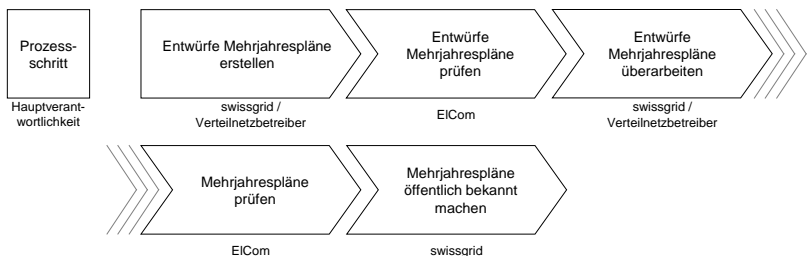 Prozess-
schritt
Hauptverant-
wortlichkeit
Entwürfe Mehrjahrespläne
erstellen
swissgrid /
Verteilnetzbetreiber
Entwürfe
Mehrjahrespläne
prüfen
ElCom
Entwürfe
Mehrjahrespläne
überarbeiten
swissgrid /
Verteilnetzbetreiber
Mehrjahrespläne
prüfen
ElCom
Mehrjahrespläne
öffentlich bekannt
machen
swissgrid